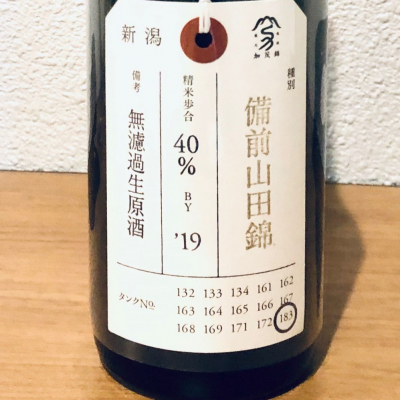 加茂錦
新潟
種別
備前山田錦
精米歩合
40%
BY
'19
備考
無濾過生原酒
タンクNo.
132 133 134 161 162
163 164 165 166 167
168 169 171 172 183